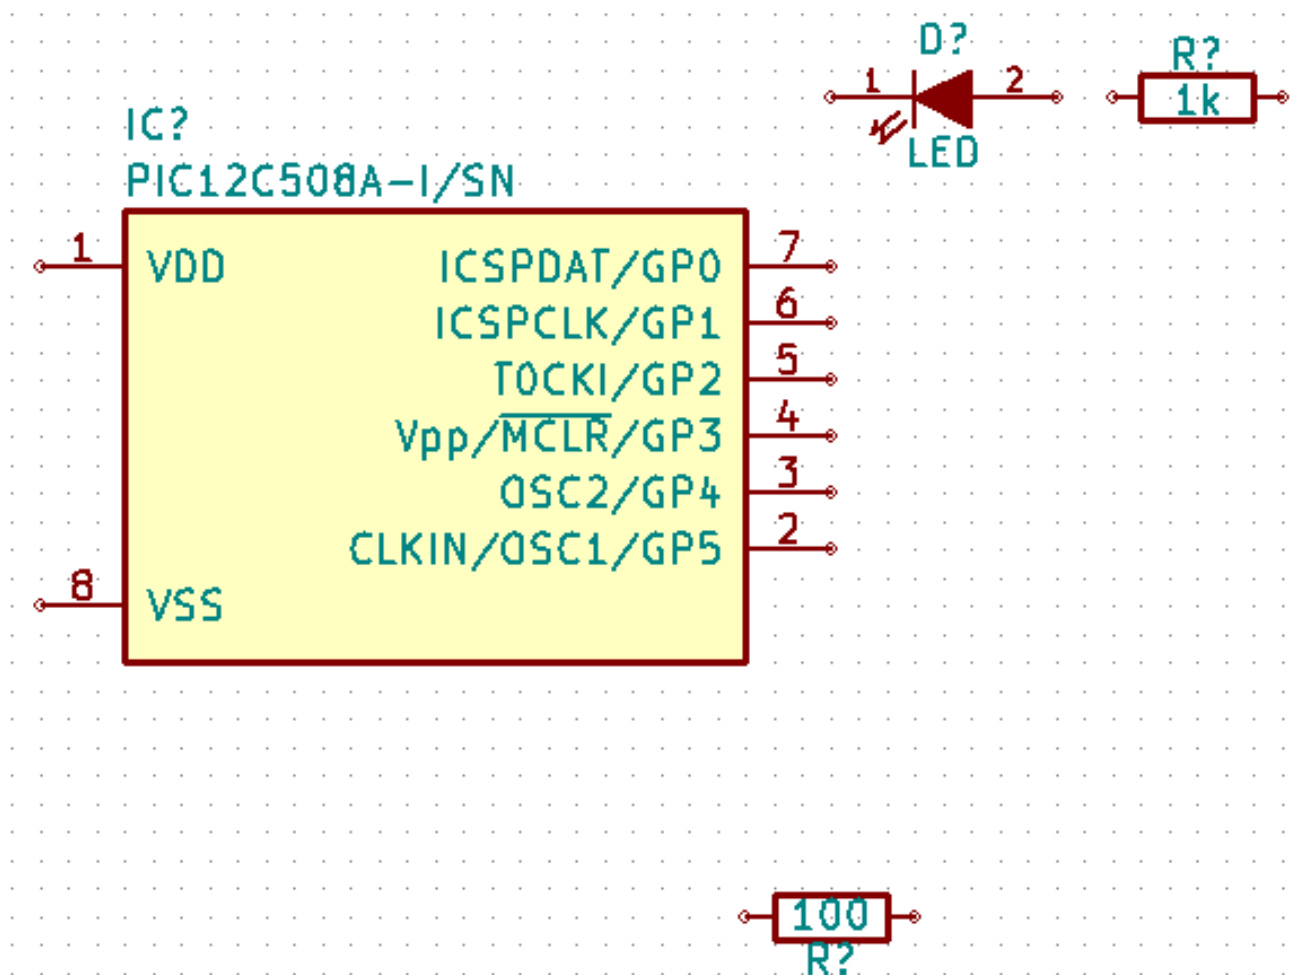 D?
1 2
LED
R?
1k
IC?
PIC12C508A-I/SN
1 VDD ICSPDAT/GP0 7
ICSPCLK/GP1 6
T0CKI/GP2 5
Vpp/MCLR/GP3 4
OSC2/GP4 3
CLKIN/OSC1/GP5 2
8 VSS
100
R?